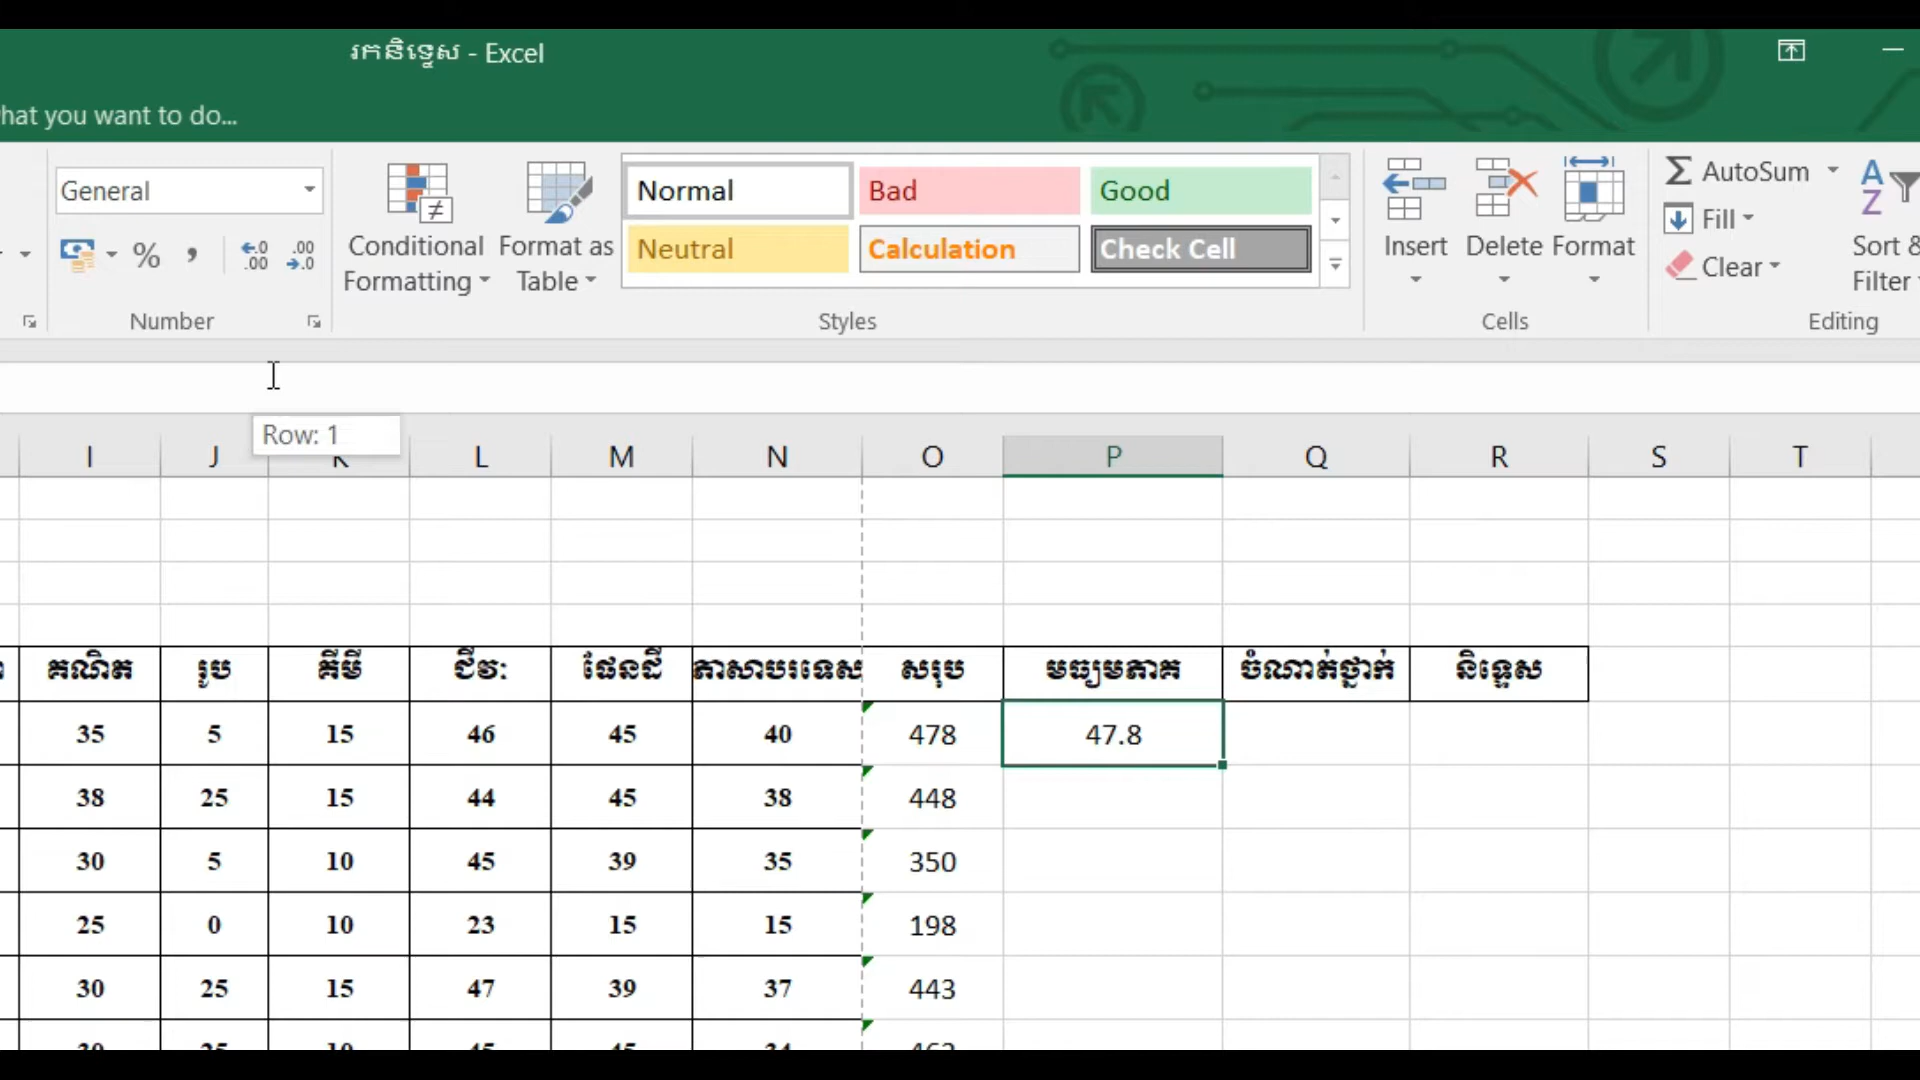 រកនិទ្ទេស - Excel
hat you want to do...
General
Normal
Bad
Good
AutoSum
Fill
Neutral
Calculation
Check Cell
Conditional Formatting
Format as Table
Insert
Delete
Format
Clear
Sort &
Filter
% , .0 .00 .00 .0
Number
Styles
Cells
Editing
Row: 1
I J K L M N O P Q R S T
គណិត រូប គីមី ជីវៈ ផែនដី ភាសាបរទេស សរុប មធ្យមភាគ ចំណាត់ថ្នាក់ និទ្ទេស
35 5 15 46 45 40 478 47.8
38 25 15 44 45 38 448
30 5 10 45 39 35 350
25 0 10 23 15 15 198
30 25 15 47 39 37 443